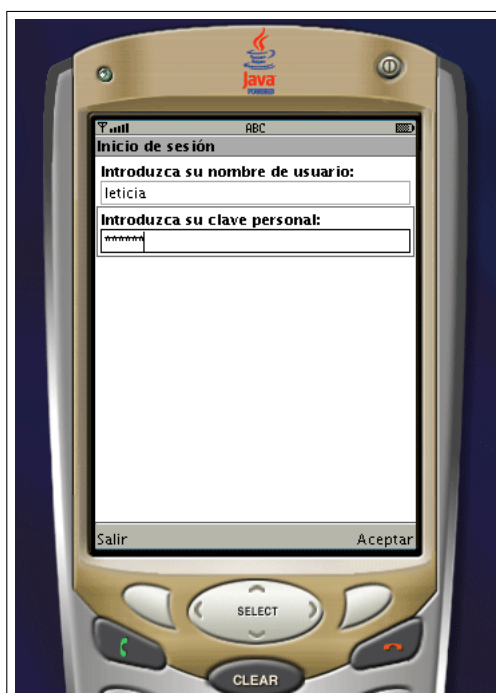 Java
POWERED
ABC
Inicio de sesión
Introduzca su nombre de usuario:
leticia
Introduzca su clave personal:
******
Salir
Aceptar
SELECT
CLEAR